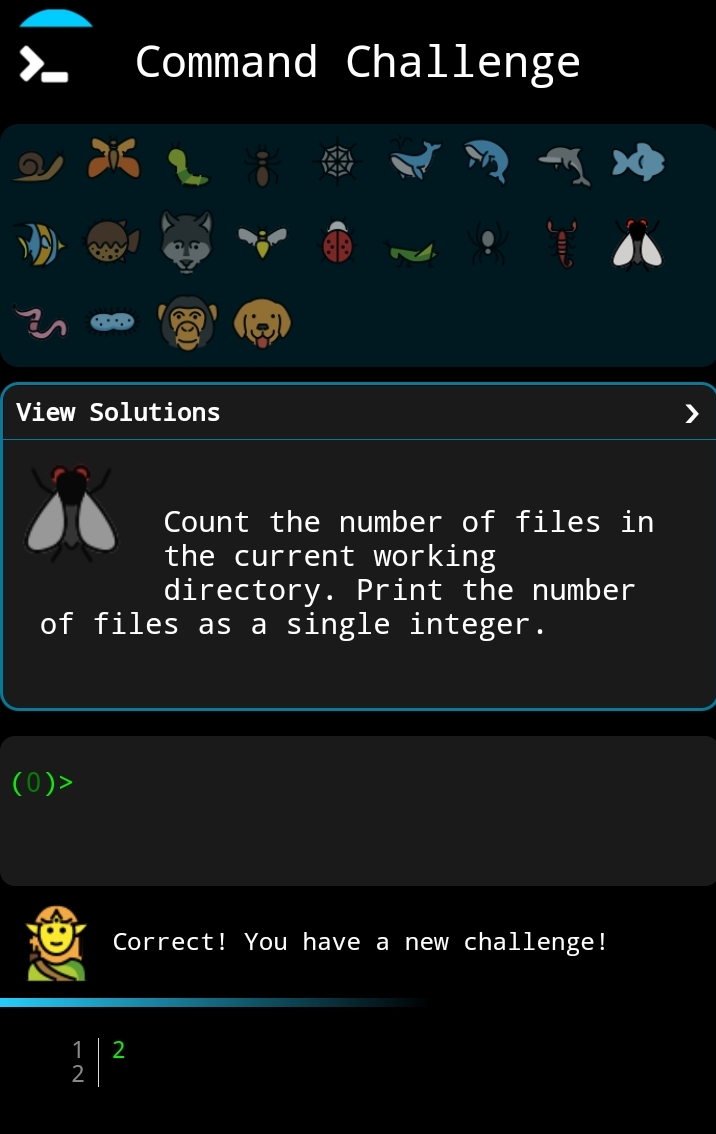 Command Challenge
View Solutions
Count the number of files in
the current working
directory. Print the number
of files as a single integer.
(0)>
Correct! You have a new challenge!
1 2
2